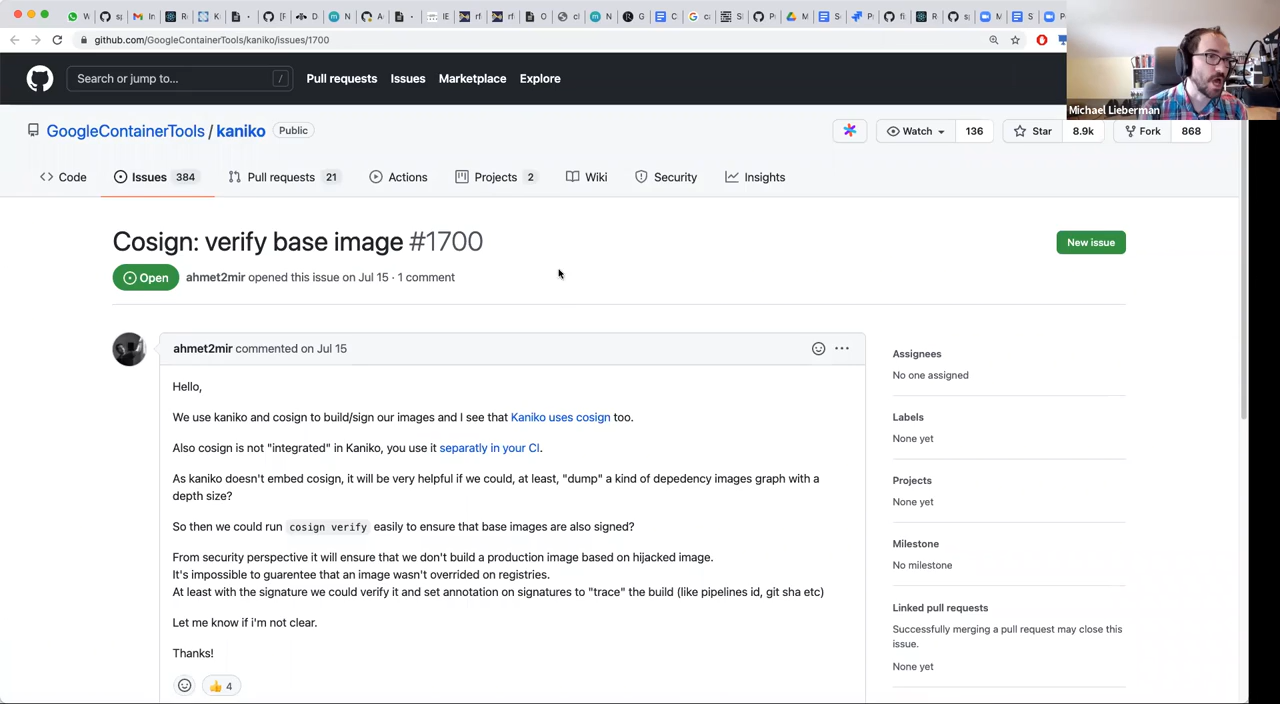 github.com/GoogleContainerTools/kaniko/issues/1700
Search or jump to...
/
Pull requests
Issues
Marketplace
Explore
Michael Lieberman
GoogleContainerTools / kaniko
Public
Watch
136
Star
8.9k
Fork
868
Code
Issues 384
Pull requests 21
Actions
Projects 2
Wiki
Security
Insights
Cosign: verify base image #1700
New issue
Open
ahmet2mir opened this issue on Jul 15 · 1 comment
ahmet2mir commented on Jul 15
Hello,
We use kaniko and cosign to build/sign our images and I see that Kaniko uses cosign too.
Also cosign is not "integrated" in Kaniko, you use it separatly in your CI.
As kaniko doesn't embed cosign, it will be very helpful if we could, at least, "dump" a kind of depedency images graph with a
depth size?
So then we could run cosign verify easily to ensure that base images are also signed?
From security perspective it will ensure that we don't build a production image based on hijacked image.
It's impossible to guarentee that an image wasn't overrided on registries.
At least with the signature we could verify it and set annotation on signatures to "trace" the build (like pipelines id, git sha etc)
Let me know if i'm not clear.
Thanks!
4
Assignees
No one assigned
Labels
None yet
Projects
None yet
Milestone
No milestone
Linked pull requests
Successfully merging a pull request may close this
issue.
None yet